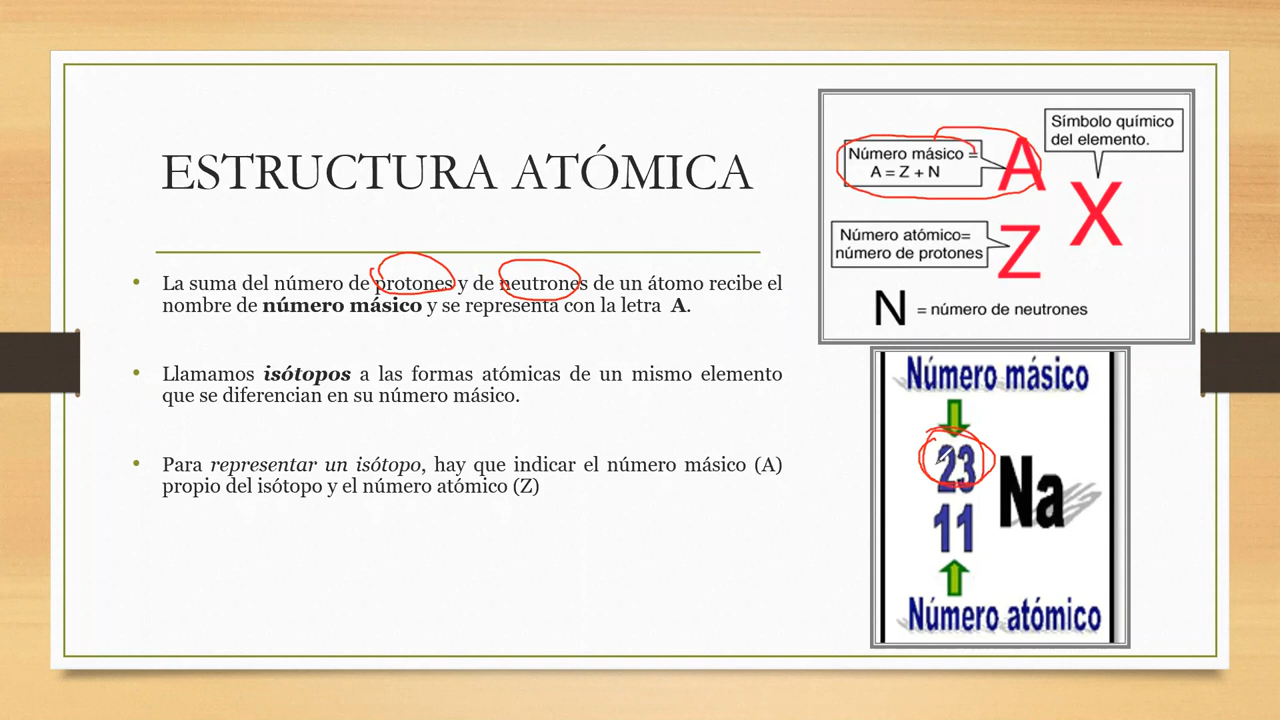 ESTRUCTURA ATÓMICA
• La suma del número de protones y de neutrones de un átomo recibe el
nombre de número másico y se representa con la letra A.
• Llamamos isótopos a las formas atómicas de un mismo elemento
que se diferencian en su número másico.
• Para representar un isótopo, hay que indicar el número másico (A)
propio del isótopo y el número atómico (Z)
Símbolo químico
del elemento.
Número másico =
A = Z + N
A
X
Número atómico=
número de protones
Z
N = número de neutrones
Número másico
23
Na
11
Número atómico